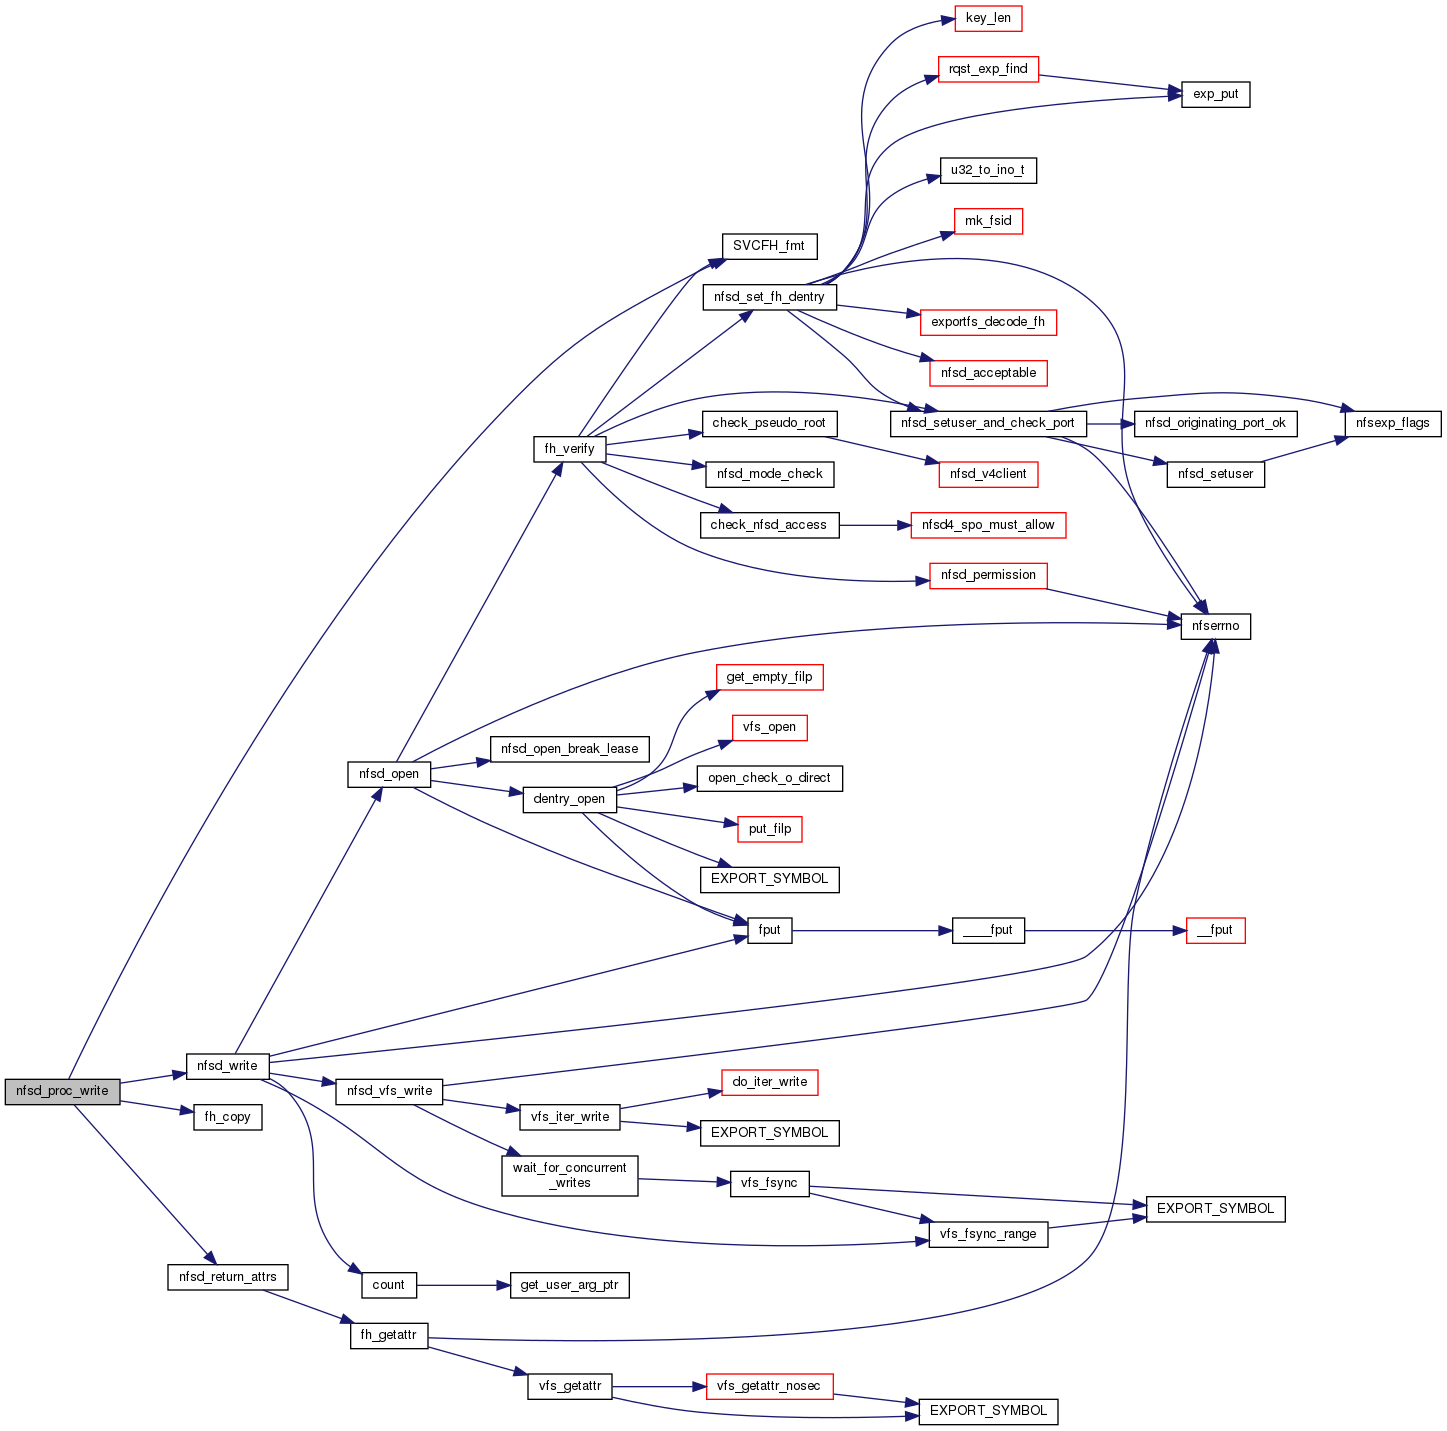 key_len
rqst_exp_find
exp_put
u32_to_ino_t
mk_fsid
SVCFH_fmt
nfsd_set_fh_dentry
exportfs_decode_fh
nfsd_acceptable
check_pseudo_root
nfsd_setuser_and_check_port
nfsd_originating_port_ok
nfsexp_flags
fh_verify
nfsd_mode_check
nfsd_v4client
nfsd_setuser
check_nfsd_access
nfsd4_spo_must_allow
nfsd_permission
nfserrno
get_empty_filp
vfs_open
nfsd_open_break_lease
nfsd_open
open_check_o_direct
dentry_open
put_filp
EXPORT_SYMBOL
fput
____fput
__fput
nfsd_write
nfsd_proc_write
nfsd_vfs_write
do_iter_write
fh_copy
vfs_iter_write
EXPORT_SYMBOL
wait_for_concurrent
_writes
vfs_fsync
EXPORT_SYMBOL
vfs_fsync_range
nfsd_return_attrs
count
get_user_arg_ptr
fh_getattr
vfs_getattr
vfs_getattr_nosec
EXPORT_SYMBOL